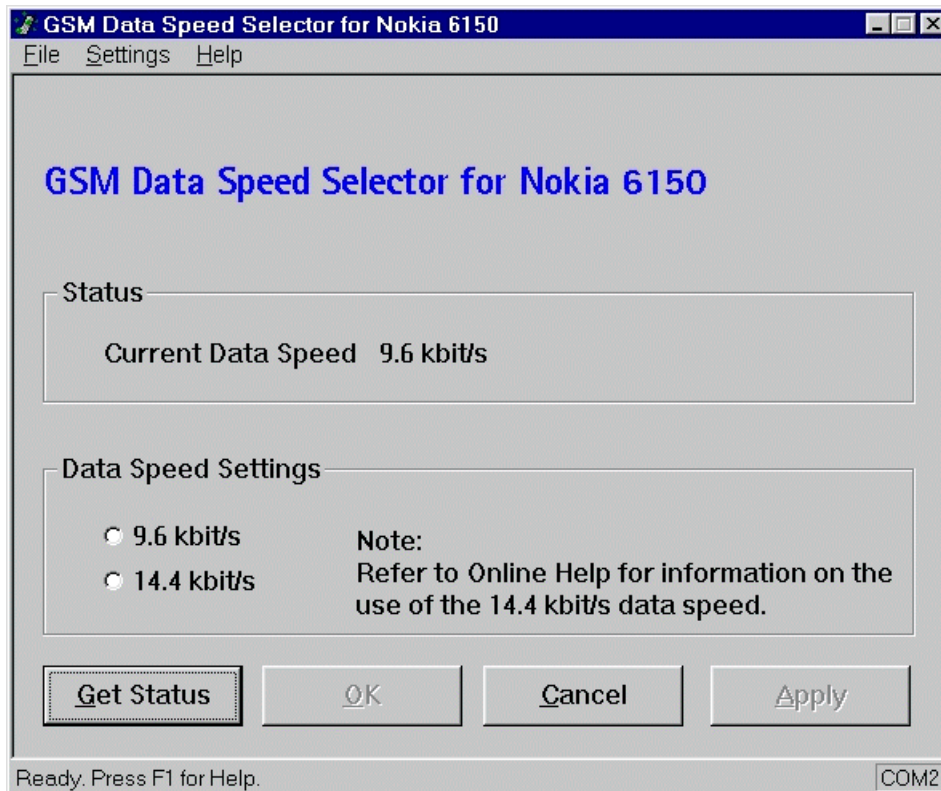 GSM Data Speed Selector for Nokia 6150
File Settings Help
GSM Data Speed Selector for Nokia 6150
Status
Current Data Speed 9.6 kbit/s
Data Speed Settings
9.6 kbit/s
14.4 kbit/s
Note:
Refer to Online Help for information on the
use of the 14.4 kbit/s data speed.
Get Status OK Cancel Apply
Ready. Press F1 for Help. COM2